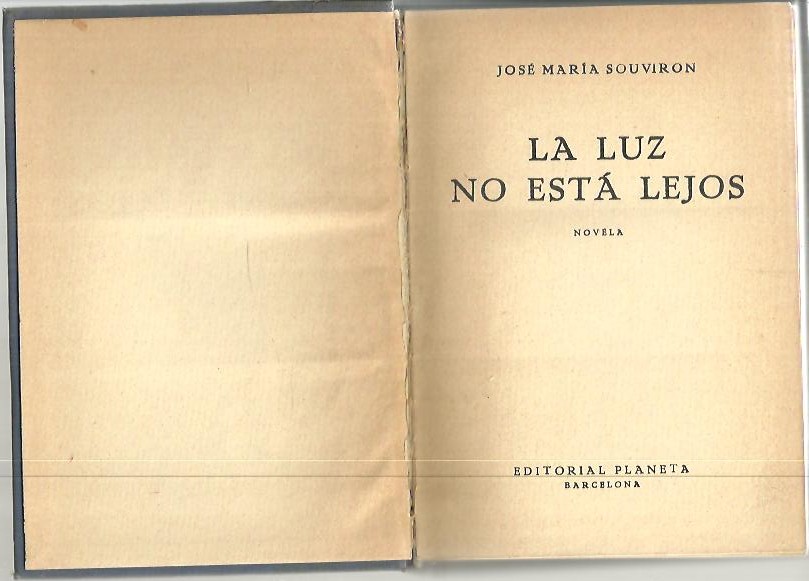 JOSÉ MARÍA SOUVIRON
LA LUZ
NO ESTÁ LEJOS
NOVELA
EDITORIAL PLANETA
BARCELONA